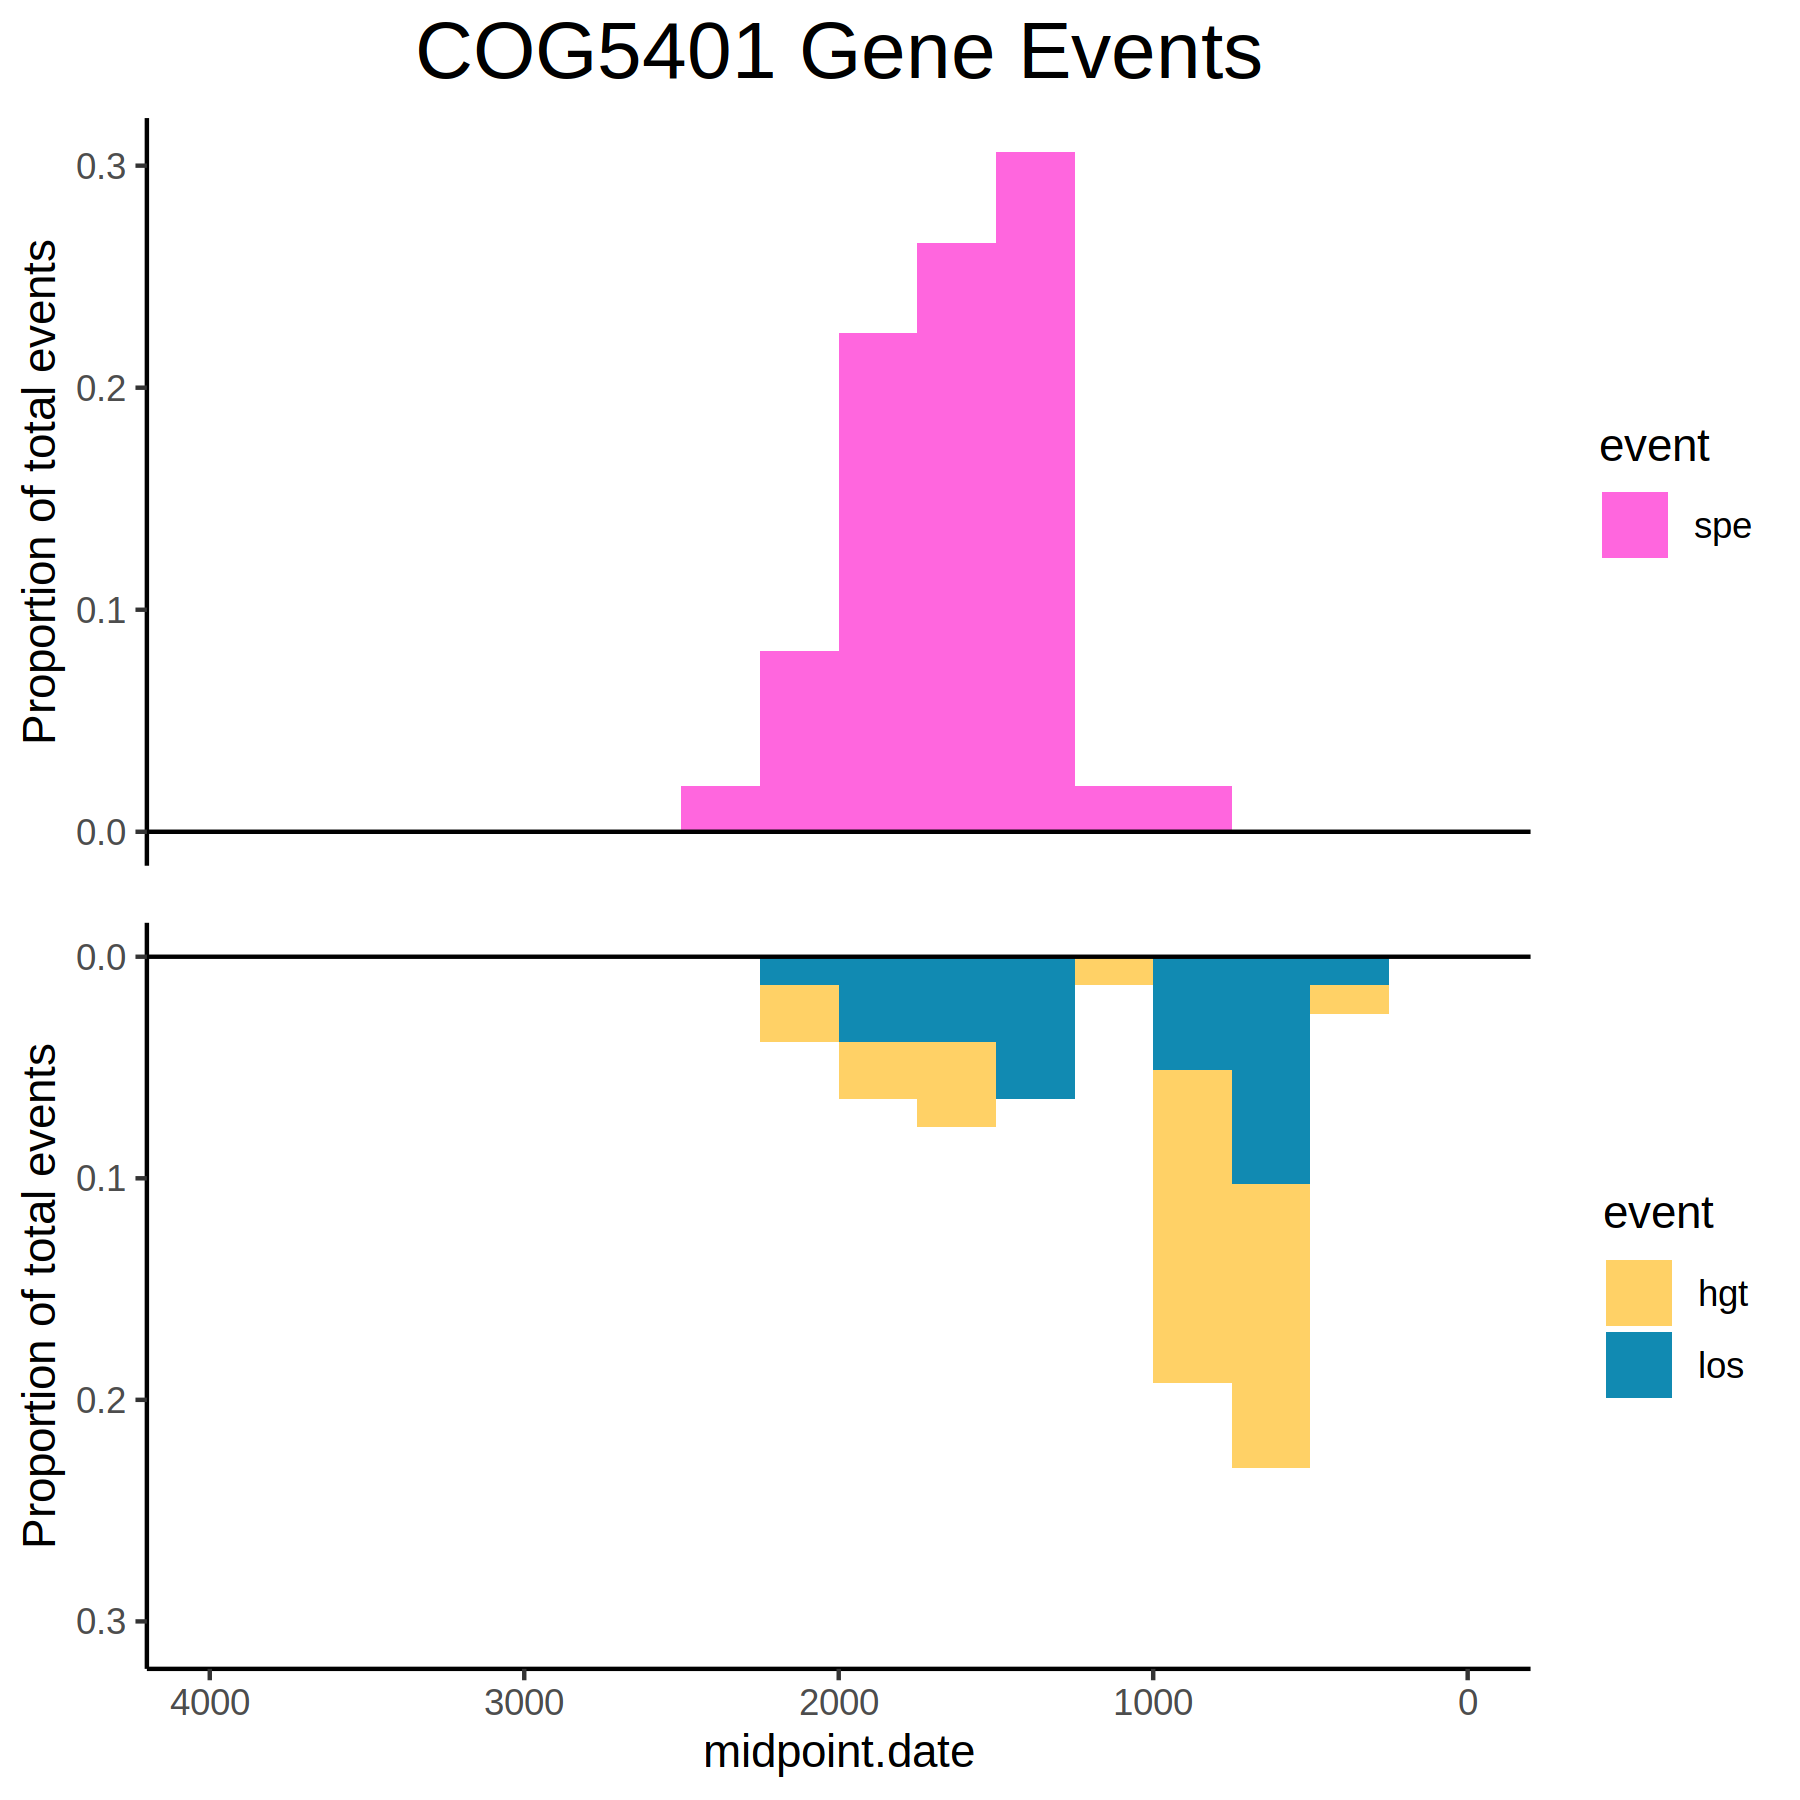 COG5401 Gene Events
Proportion of total events
0.3
0.2
0.1
0.0
event
spe
Proportion of total events
0.0
0.1
0.2
0.3
event
hgt
los
4000 3000 2000 1000 0
midpoint.date